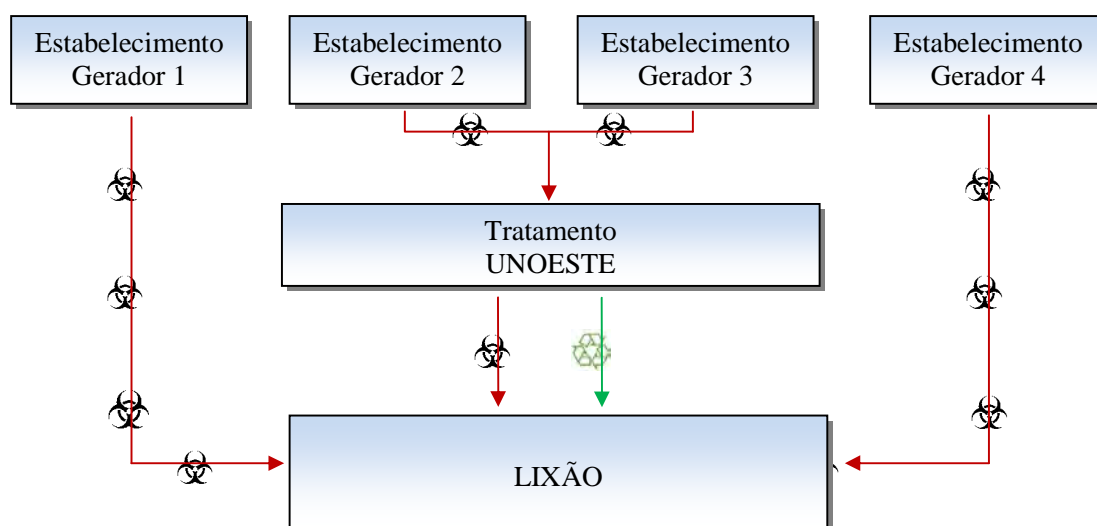 Estabelecimento
Gerador 1
Estabelecimento
Gerador 2
Estabelecimento
Gerador 3
Estabelecimento
Gerador 4
Tratamento
UNOESTE
LIXÃO